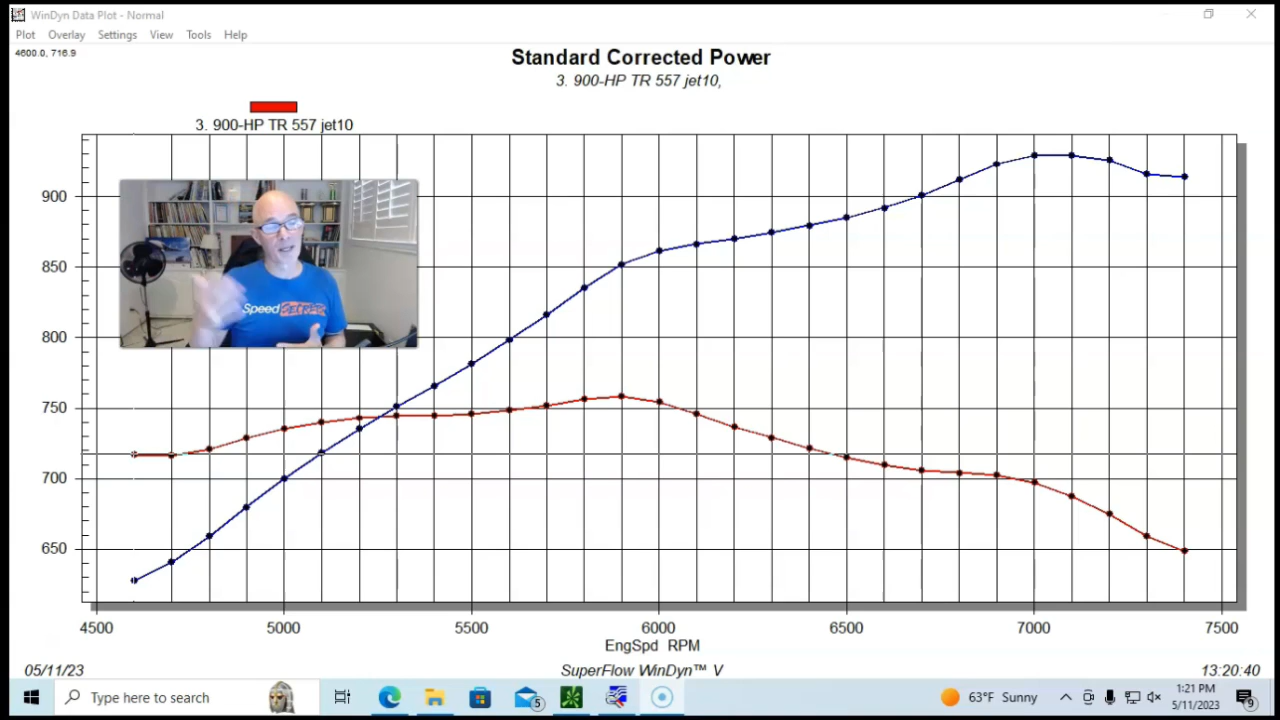 WinDyn Data Plot - Normal
Plot Overlay Settings View Tools Help
4600.0, 716.9
Standard Corrected Power
3. 900-HP TR 557 jet10,
3. 900-HP TR 557 jet10
900
850
800
750
700
650
Speed
4500 5000 5500 6000 6500 7000 7500
EngSpd RPM
05/11/23 SuperFlow WinDyn™ V 13:20:40
Type here to search
5
63°F Sunny
1:21 PM
5/11/2023
9